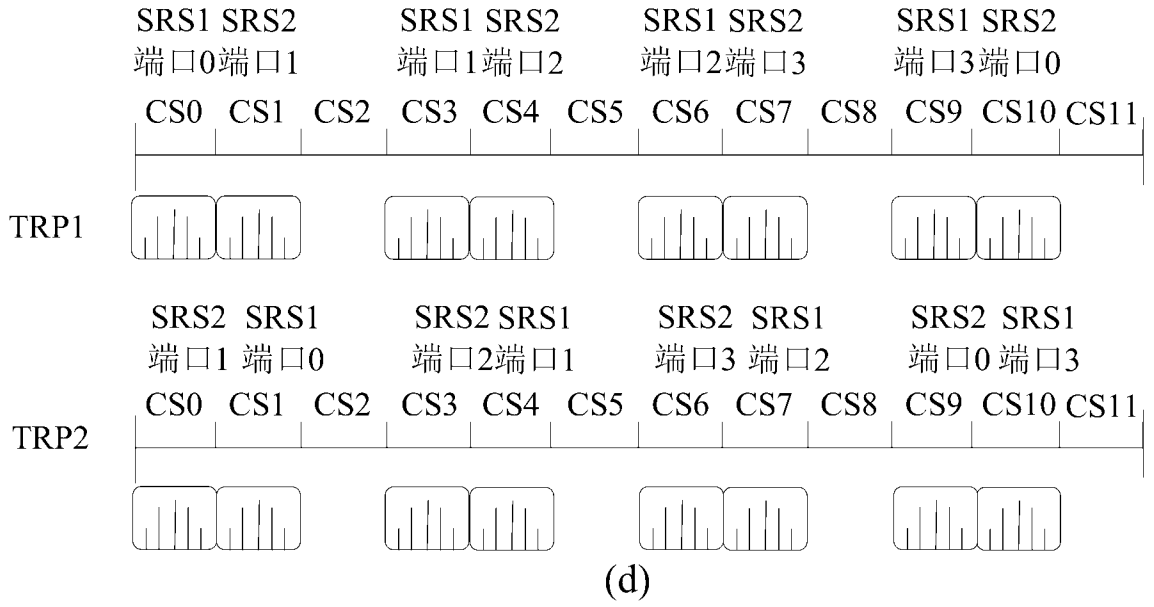 SRS1 SRS2 SRS1 SRS2 SRS1 SRS2 SRS1 SRS2
端口0 端口1 端口1 端口2 端口2 端口3 端口3 端口0
CS0 CS1 CS2 CS3 CS4 CS5 CS6 CS7 CS8 CS9 CS10 CS11
TRP1
SRS2 SRS1 SRS2 SRS1 SRS2 SRS1 SRS2 SRS1
端口1 端口0 端口2 端口1 端口3 端口2 端口0 端口3
CS0 CS1 CS2 CS3 CS4 CS5 CS6 CS7 CS8 CS9 CS10 CS11
TRP2
(d)